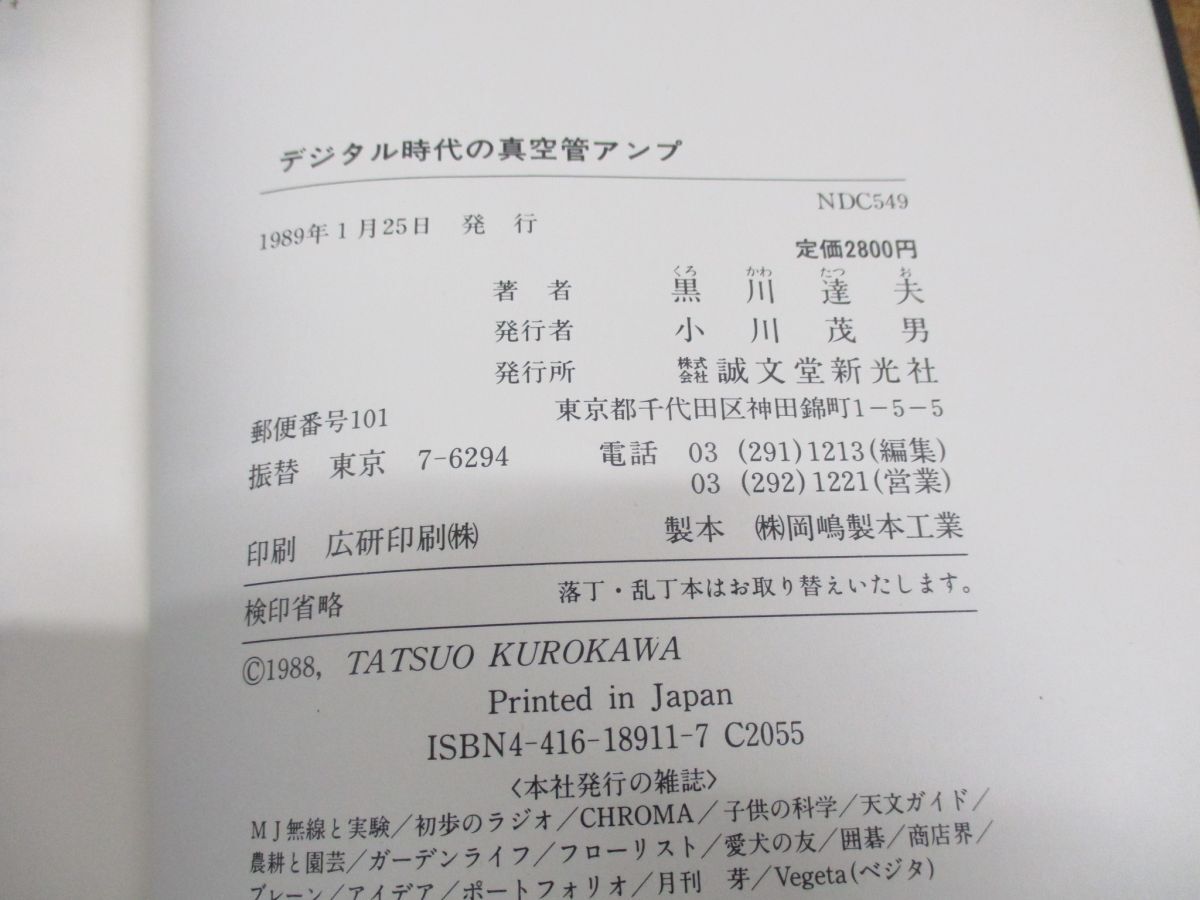 デジタル時代の真空管アンプ
NDC549
1989年1月25日 発 行
定価2800円
くろ かわ たつ お
著 者 黒 川 達 夫
発行者 小 川 茂 男
発行所 株式会社 誠文堂新光社
郵便番号101 東京都千代田区神田錦町1-5-5
振替 東京 7-6294 電話 03 (291)1213(編集)
03 (292)1221(営業)
印刷 広研印刷㈱ 製本 ㈱岡嶋製本工業
検印省略 落丁・乱丁本はお取り替えいたします。
©1988, TATSUO KUROKAWA
Printed in Japan
ISBN4-416-18911-7 C2055
〈本社発行の雑誌〉
MJ無線と実験/初歩のラジオ/CHROMA/子供の科学/天文ガイド/
農耕と園芸/ガーデンライフ/フローリスト/愛犬の友/囲碁/商店界/
ブレーン/アイデア/ポートフォリオ/月刊 芽/Vegeta(ベジタ)